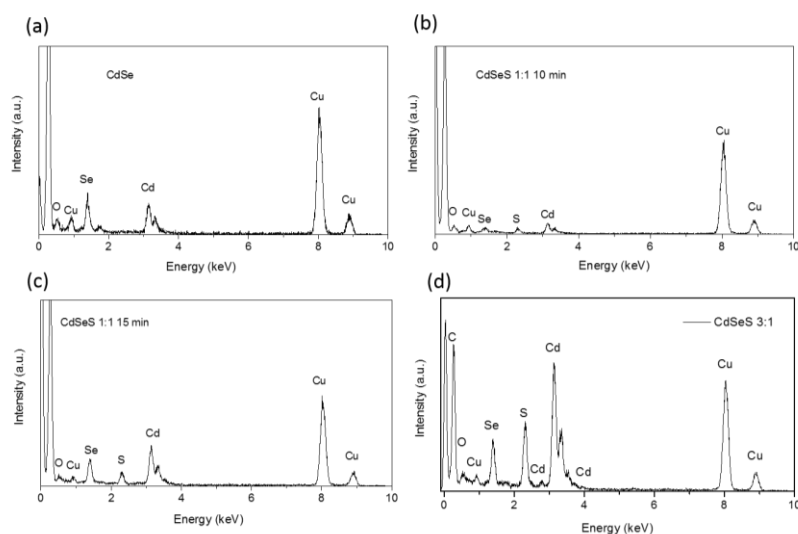 (a)
CdSe
Intensity (a.u.)
O
Cu
Se
Cd
Cu
Cu
0 2 4 6 8 10
Energy (keV)
(b)
CdSeS 1:1 10 min
Intensity (a.u.)
O
Cu
Se
S
Cd
Cu
Cu
0 2 4 6 8 10
Energy (keV)
(c)
CdSeS 1:1 15 min
Intensity (a.u.)
O
Cu
Se
S
Cd
Cu
Cu
0 2 4 6 8 10
Energy (keV)
(d)
CdSeS 3:1
Intensity (a.u.)
C
O
Cu
Se
S
Cd
Cd
Cd
Cu
Cu
0 2 4 6 8 10
Energy (keV)